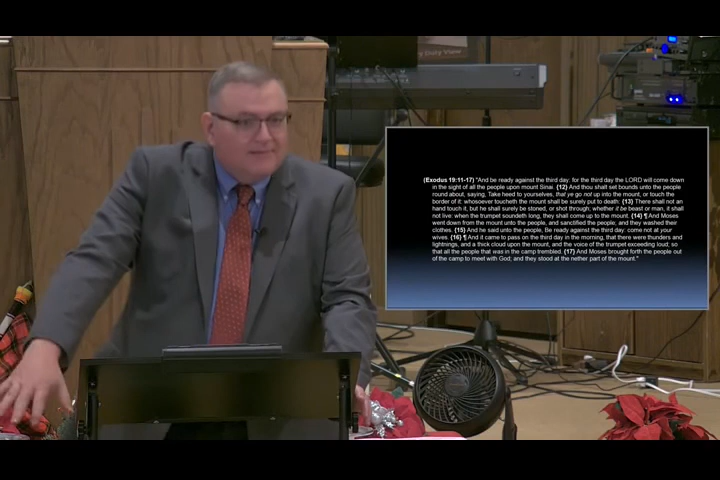 Daily View
(Exodus 19:11-17) "And be ready against the third day: for the third day the LORD will come down
in the sight of all the people upon mount Sinai. {12} And thou shalt set bounds unto the people
round about, saying, Take heed to yourselves, that ye go not up into the mount, or touch the
border of it: whosoever toucheth the mount shall be surely put to death: {13} There shall not an
hand touch it, but he shall surely be stoned, or shot through; whether it be beast or man, it shall
not live: when the trumpet soundeth long, they shall come up to the mount. {14} ¶ And Moses
went down from the mount unto the people, and sanctified the people; and they washed their
clothes. {15} And he said unto the people, Be ready against the third day: come not at your
wives. {16} ¶ And it came to pass on the third day in the morning, that there were thunders and
lightnings, and a thick cloud upon the mount, and the voice of the trumpet exceeding loud; so
that all the people that was in the camp trembled. {17} And Moses brought forth the people out
of the camp to meet with God; and they stood at the nether part of the mount."